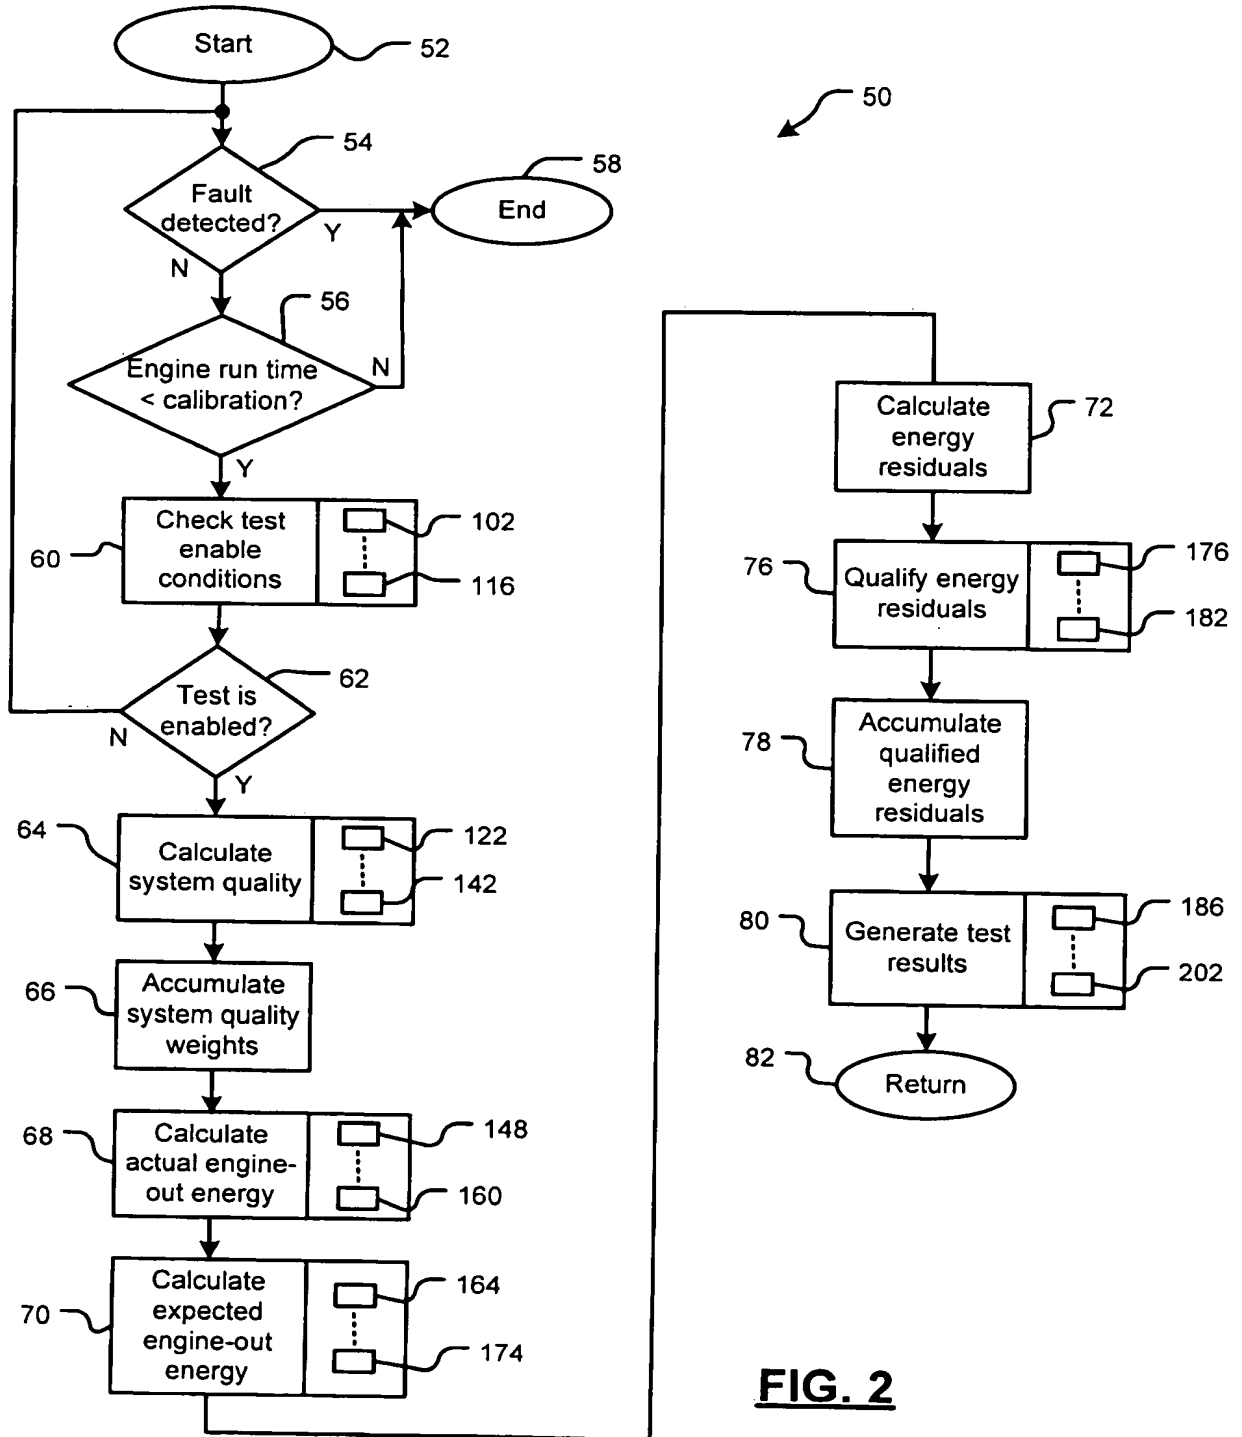 Start
52
50
54
Fault
detected?
Y
N
58
End
56
Engine run time
< calibration?
N
Y
60
Check test
enable
conditions
102
116
62
Test is
enabled?
N
Y
64
Calculate
system quality
122
142
66
Accumulate
system quality
weights
68
Calculate
actual engine-
out energy
148
160
70
Calculate
expected
engine-out
energy
164
174
72
Calculate
energy
residuals
76
Qualify energy
residuals
176
182
78
Accumulate
qualified
energy
residuals
80
Generate test
results
186
202
82
Return
FIG. 2